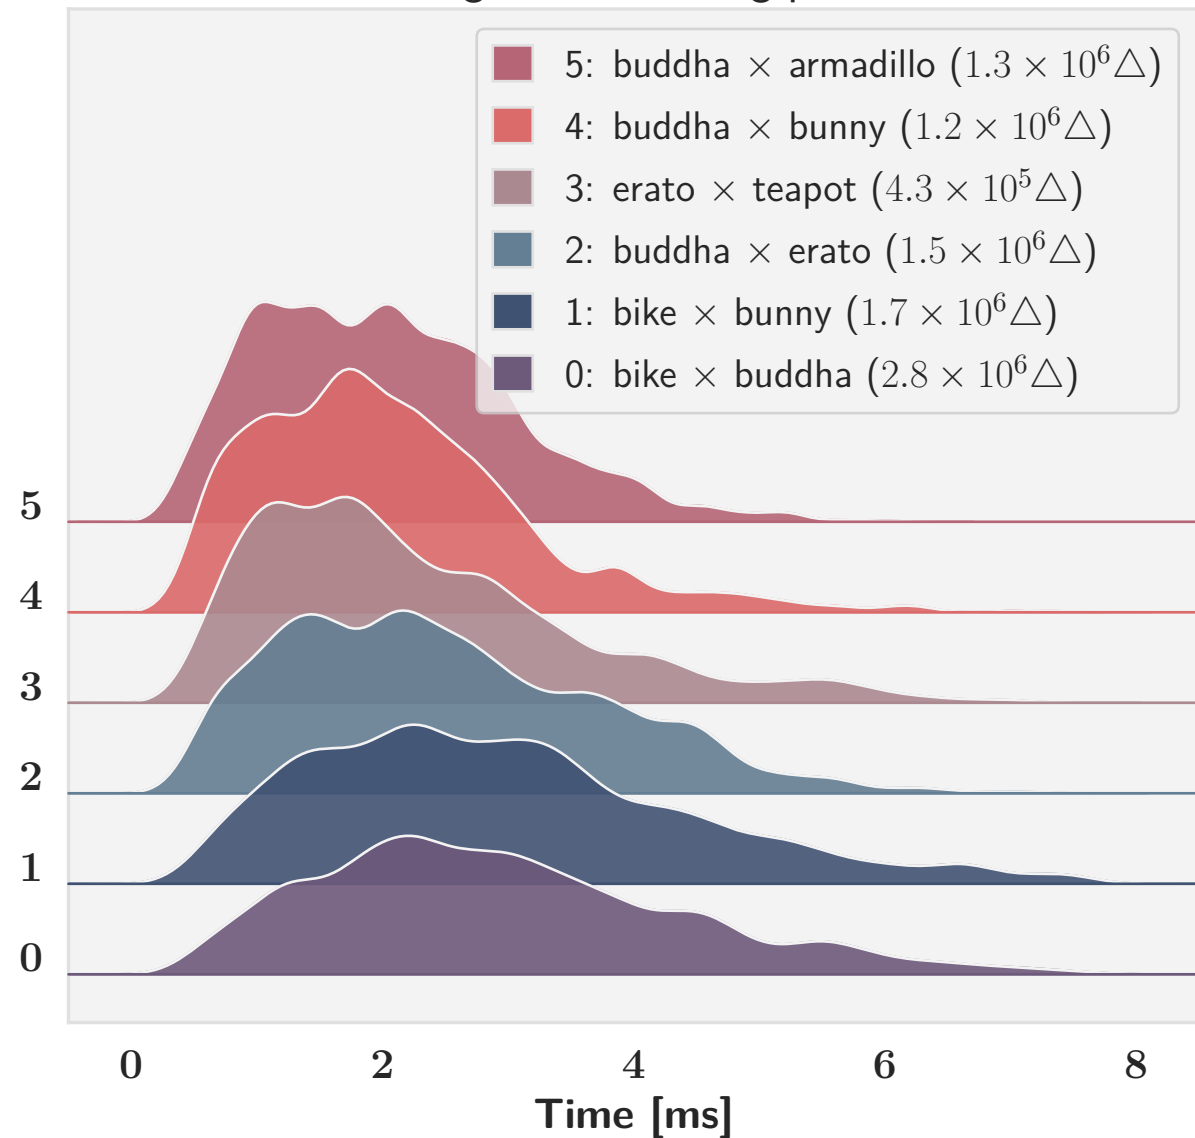 5: buddha × armadillo (1.3 × 10⁶△)
4: buddha × bunny (1.2 × 10⁶△)
3: erato × teapot (4.3 × 10⁵△)
2: buddha × erato (1.5 × 10⁶△)
1: bike × bunny (1.7 × 10⁶△)
0: bike × buddha (2.8 × 10⁶△)
5
4
3
2
1
0
0 2 4 6 8
Time [ms]